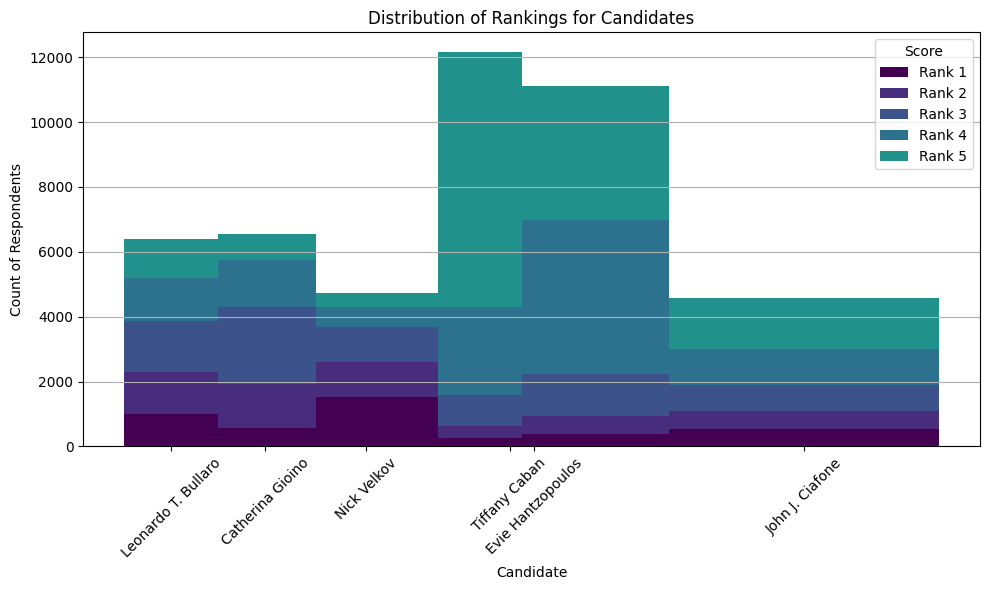 Distribution of Rankings for Candidates
Score
Rank 1
Rank 2
Rank 3
Rank 4
Rank 5
Count of Respondents
12000
10000
8000
6000
4000
2000
0
Leonardo T. Bullaro
Catherina Gioino
Nick Velkov
Tiffany Caban
Evie Hantzopoulos
John J. Ciafone
Candidate